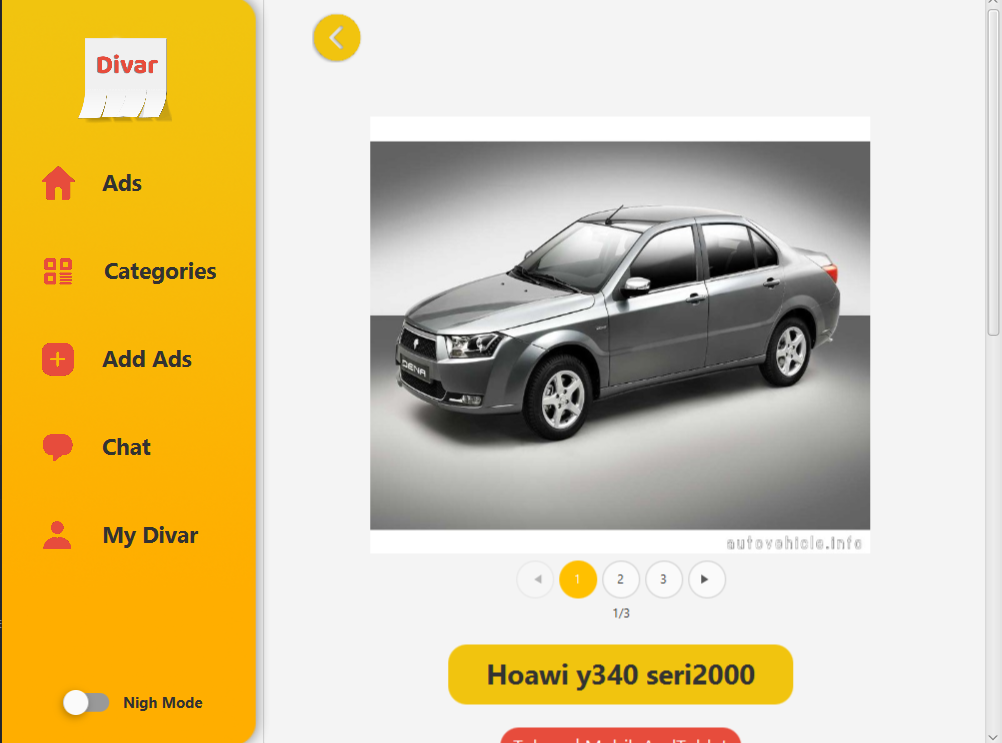 Divar
Ads
Categories
Add Ads
Chat
My Divar
Nigh Mode
DENA
autovehicle.info
1
2
3
1/3
Hoawi y340 seri2000